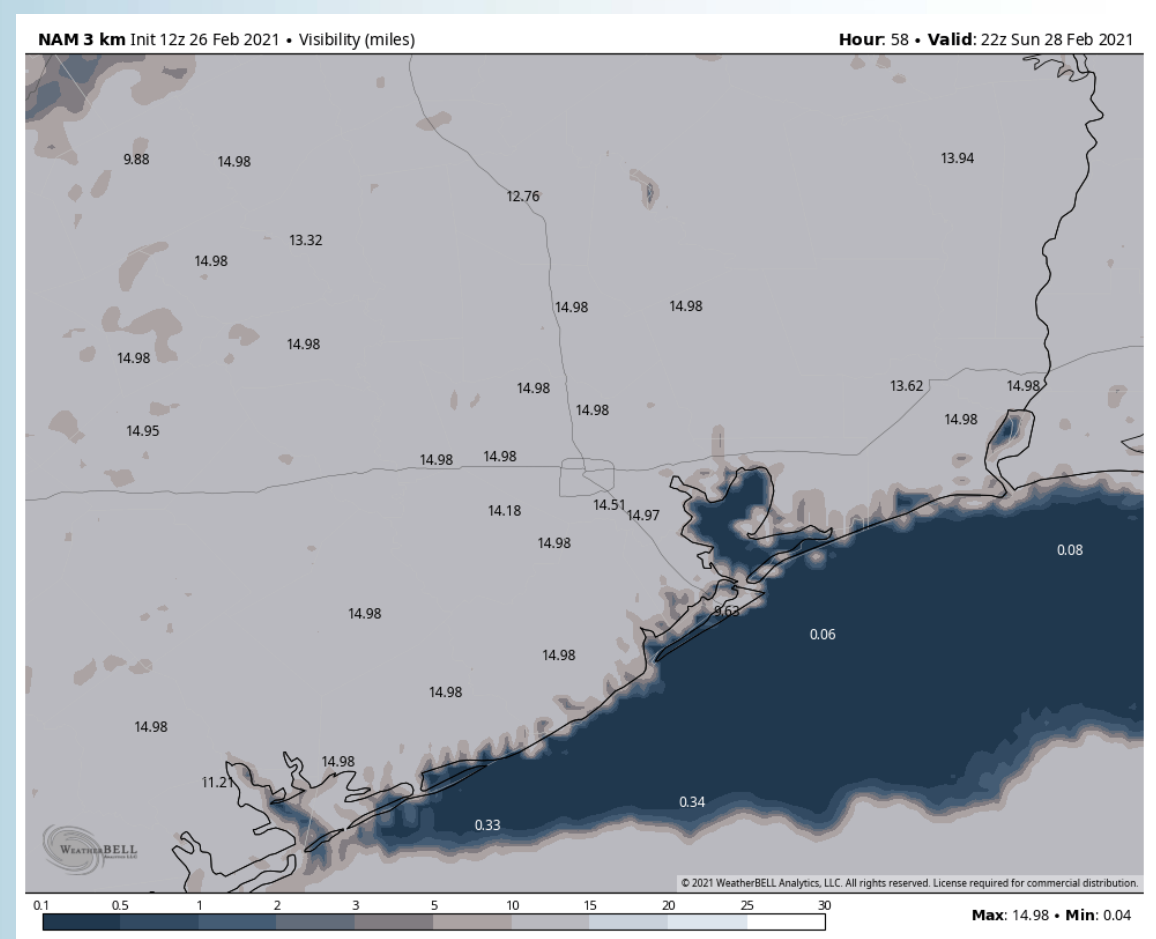 NAM 3 km Init 12z 26 Feb 2021 • Visibility (miles) Hour: 58 • Valid: 22z Sun 28 Feb 2021
9.88 14.98 13.94
12.76
13.32
14.98
14.98 14.98
14.98 14.98
14.98 13.62 14.98
14.98 14.98
14.95
14.98 14.98
14.18 14.51 14.97
14.98
0.08
14.98 9.63
0.06
14.98
14.98
14.98
14.98
11.21
0.34
0.33
WEATHERBELL
© 2021 WeatherBELL Analytics, LLC. All rights reserved. License required for commercial distribution.
0.1 0.5 1 2 3 5 10 15 20 25 30
Max: 14.98 • Min: 0.04